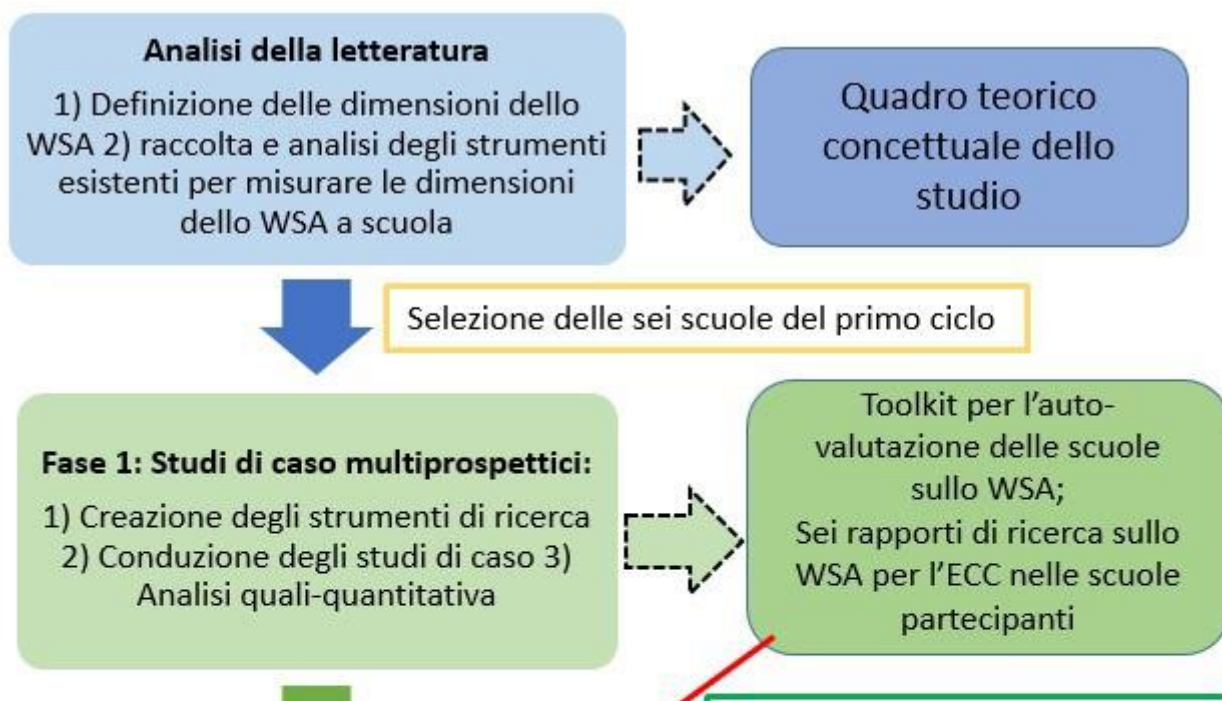 Analisi della letteratura
1) Definizione delle dimensioni dello
WSA 2) raccolta e analisi degli strumenti
esistenti per misurare le dimensioni
dello WSA a scuola
Quadro teorico
concettuale dello
studio
Selezione delle sei scuole del primo ciclo
Fase 1: Studi di caso multiprospettici:
1) Creazione degli strumenti di ricerca
2) Conduzione degli studi di caso 3)
Analisi quali-quantitativa
Toolkit per l’auto-
valutazione delle scuole
sullo WSA;
Sei rapporti di ricerca sullo
WSA per l’ECC nelle scuole
partecipanti